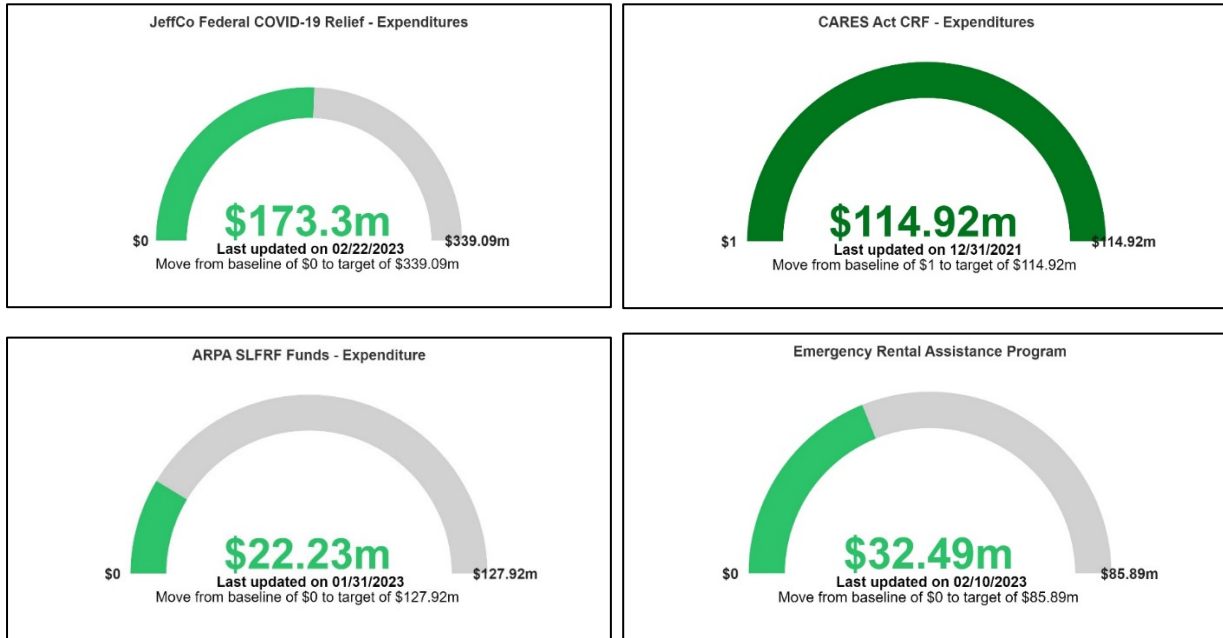 JeffCo Federal COVID-19 Relief - Expenditures
$173.3m
$0
$339.09m
Last updated on 02/22/2023
Move from baseline of $0 to target of $339.09m
CARES Act CRF - Expenditures
$114.92m
$1
$114.92m
Last updated on 12/31/2021
Move from baseline of $1 to target of $114.92m
ARPA SLFRF Funds - Expenditure
$22.23m
$0
$127.92m
Last updated on 01/31/2023
Move from baseline of $0 to target of $127.92m
Emergency Rental Assistance Program
$32.49m
$0
$85.89m
Last updated on 02/10/2023
Move from baseline of $0 to target of $85.89m